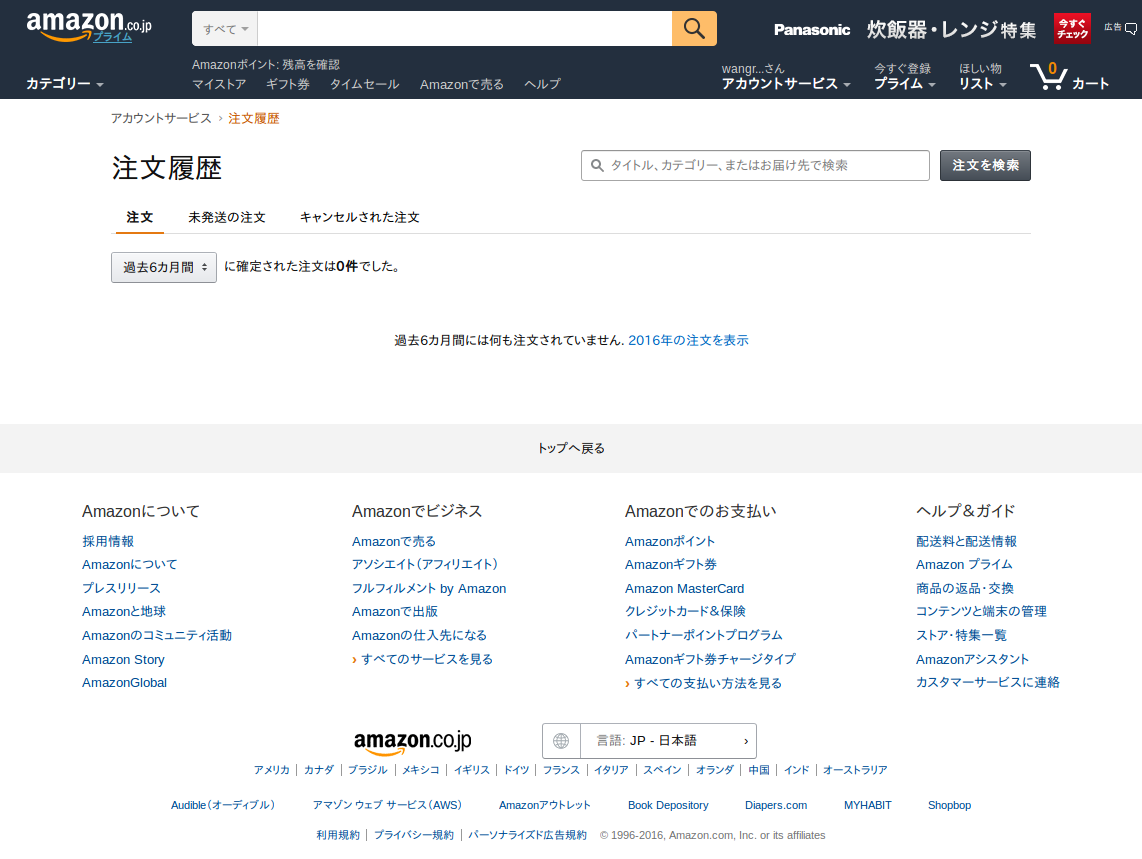 amazon.co.jp
プライム
すべて
Panasonic 炊飯器・レンジ特集 今すぐチェック 広告
Amazonポイント: 残高を確認
カテゴリー マイストア ギフト券 タイムセール Amazonで売る ヘルプ
wangr...さん 今すぐ登録 ほしい物 0
アカウントサービス プライム リスト カート
アカウントサービス › 注文履歴
注文履歴
タイトル、カテゴリー、またはお届け先で検索 注文を検索
注文 未発送の注文 キャンセルされた注文
過去6カ月間 に確定された注文は0件でした。
過去6カ月間には何も注文されていません. 2016年の注文を表示
トップへ戻る
Amazonについて
採用情報
Amazonについて
プレスリリース
Amazonと地球
Amazonのコミュニティ活動
Amazon Story
AmazonGlobal
Amazonでビジネス
Amazonで売る
アソシエイト(アフィリエイト)
フルフィルメント by Amazon
Amazonで出版
Amazonの仕入先になる
› すべてのサービスを見る
Amazonでのお支払い
Amazonポイント
Amazonギフト券
Amazon MasterCard
クレジットカード&保険
パートナーポイントプログラム
Amazonギフト券チャージタイプ
› すべての支払い方法を見る
ヘルプ&ガイド
配送料と配送情報
Amazon プライム
商品の返品・交換
コンテンツと端末の管理
ストア・特集一覧
Amazonアシスタント
カスタマーサービスに連絡
amazon.co.jp 言語: JP - 日本語 ›
アメリカ カナダ ブラジル メキシコ イギリス ドイツ フランス イタリア スペイン オランダ 中国 インド オーストラリア
Audible(オーディブル) アマゾン ウェブ サービス(AWS) Amazonアウトレット Book Depository Diapers.com MYHABIT Shopbop
利用規約 プライバシー規約 パーソナライズド広告規約 © 1996-2016, Amazon.com, Inc. or its affiliates